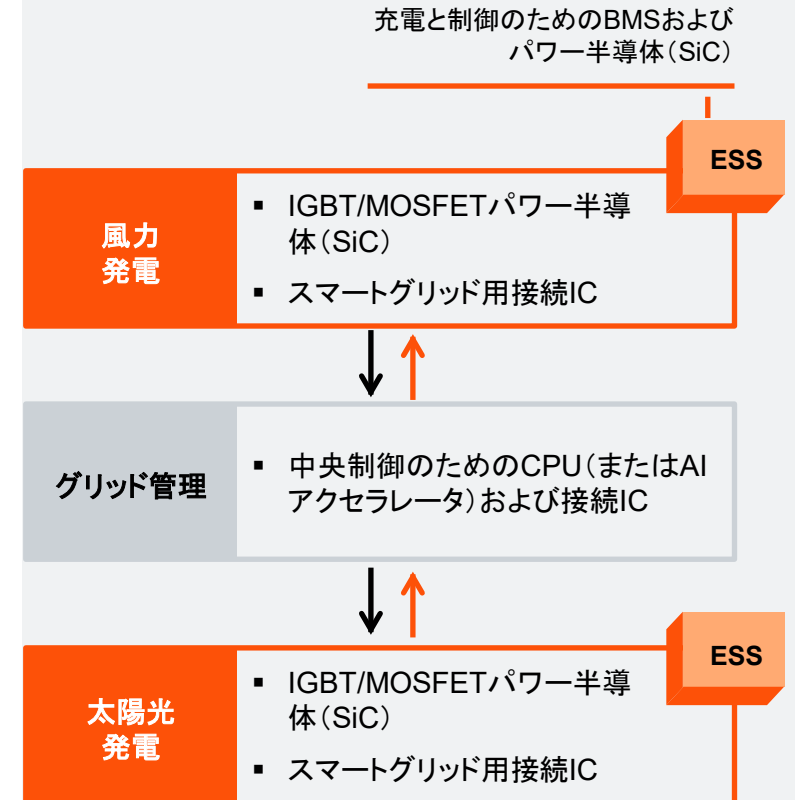 充電と制御のためのBMSおよび
パワー半導体（SiC）
ESS
風力
発電
▪ IGBT/MOSFETパワー半導
体（SiC）
▪ スマートグリッド用接続IC
グリッド管理
▪ 中央制御のためのCPU（またはAI
アクセラレータ）および接続IC
ESS
太陽光
発電
▪ IGBT/MOSFETパワー半導
体（SiC）
▪ スマートグリッド用接続IC